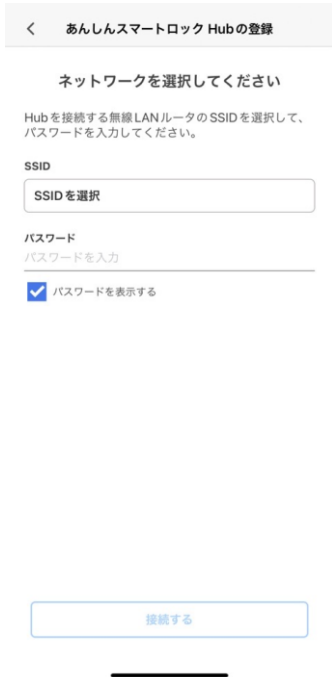 あんしんスマートロック Hubの登録
ネットワークを選択してください
Hubを接続する無線LANルータのSSIDを選択して、
パスワードを入力してください。
SSID
SSIDを選択
パスワード
パスワードを入力
パスワードを表示する
接続する